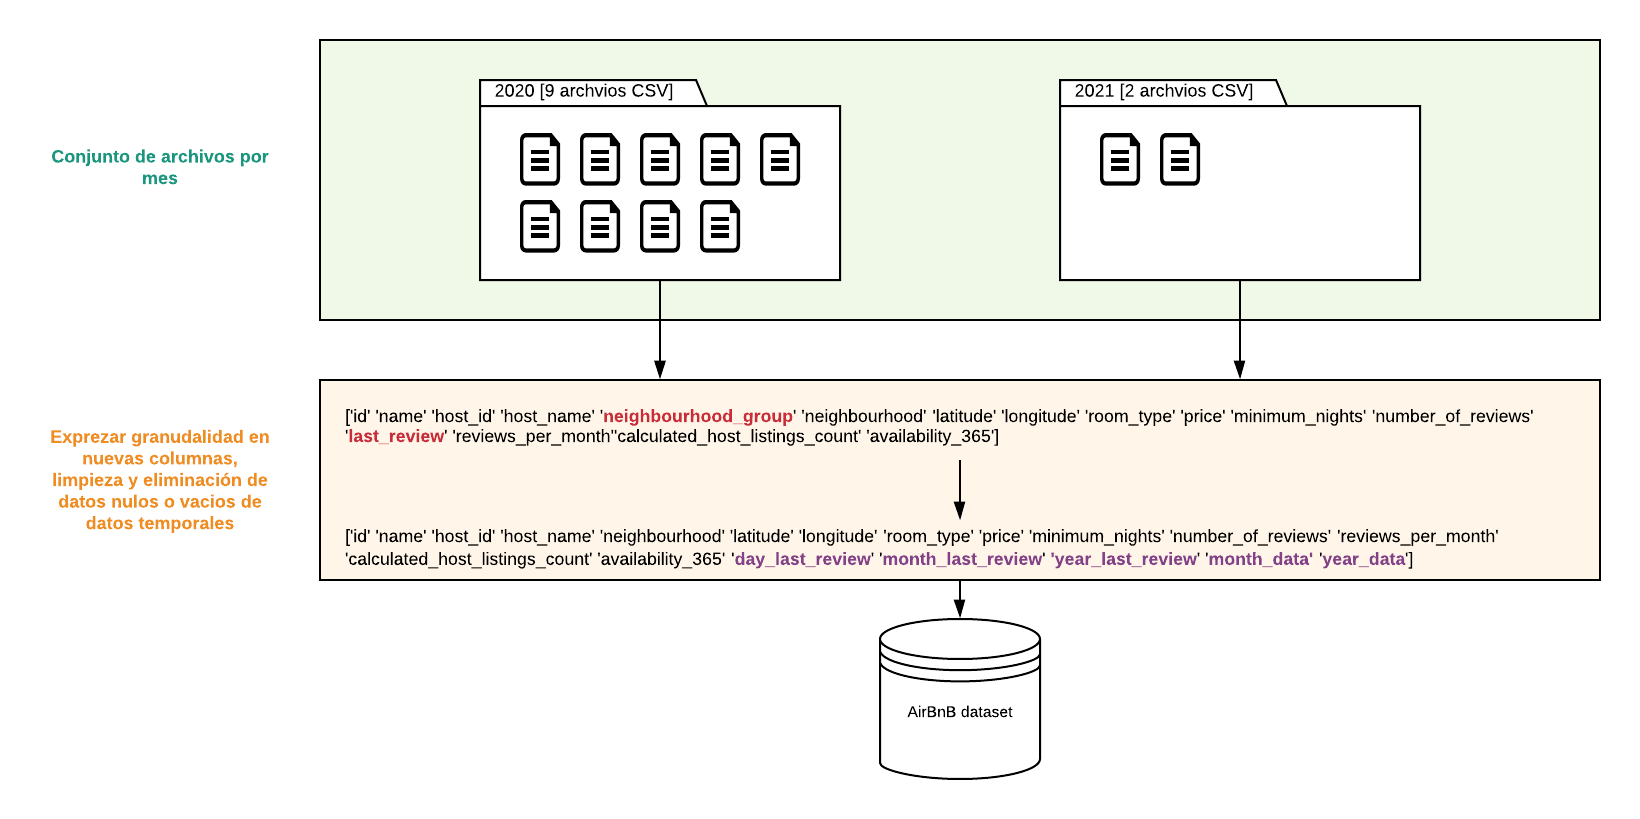 2020 [9 archvios CSV]
2021 [2 archvios CSV]
Conjunto de archivos por
mes
['id' 'name' 'host_id' 'host_name' 'neighbourhood_group' 'neighbourhood' 'latitude' 'longitude' 'room_type' 'price' 'minimum_nights' 'number_of_reviews'
'last_review' 'reviews_per_month''calculated_host_listings_count' 'availability_365']
Exprezar granudalidad en
nuevas columnas,
limpieza y eliminación de
datos nulos o vacios de
datos temporales
['id' 'name' 'host_id' 'host_name' 'neighbourhood' 'latitude' 'longitude' 'room_type' 'price' 'minimum_nights' 'number_of_reviews' 'reviews_per_month'
'calculated_host_listings_count' 'availability_365' 'day_last_review' 'month_last_review' 'year_last_review' 'month_data' 'year_data']
AirBnB dataset